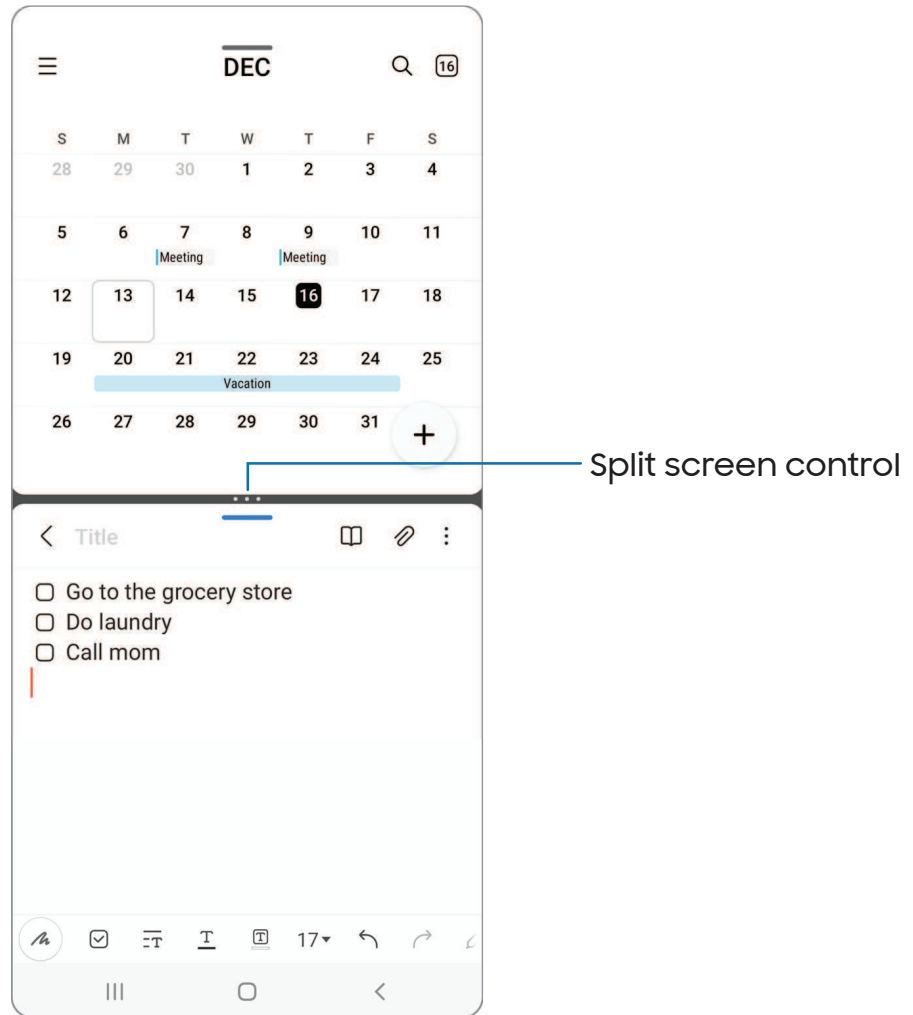 DEC 16
S M T W T F S
28 29 30 1 2 3 4
5 6 7 8 9 10 11
Meeting Meeting
12 13 14 15 16 17 18
19 20 21 22 23 24 25
Vacation
26 27 28 29 30 31
Split screen control
Title
Go to the grocery store
Do laundry
Call mom
T T T 17